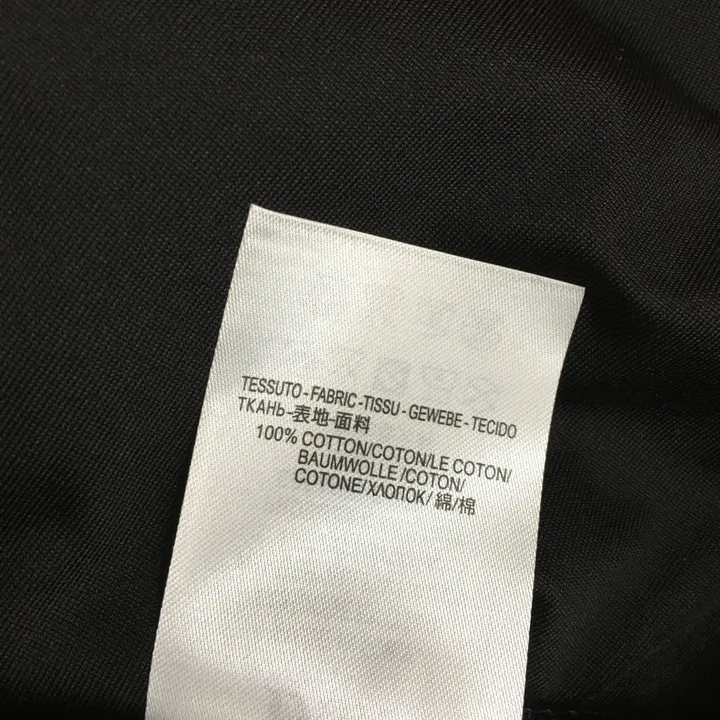 TESSUTO-FABRIC-TISSU-GEWEBE-TECIDO
ТКАНЬ-表地-面料
100% COTTON/COTON/LE COTON/
BAUMWOLLE/COTON/
COTONE/ХЛОПОК/綿/棉